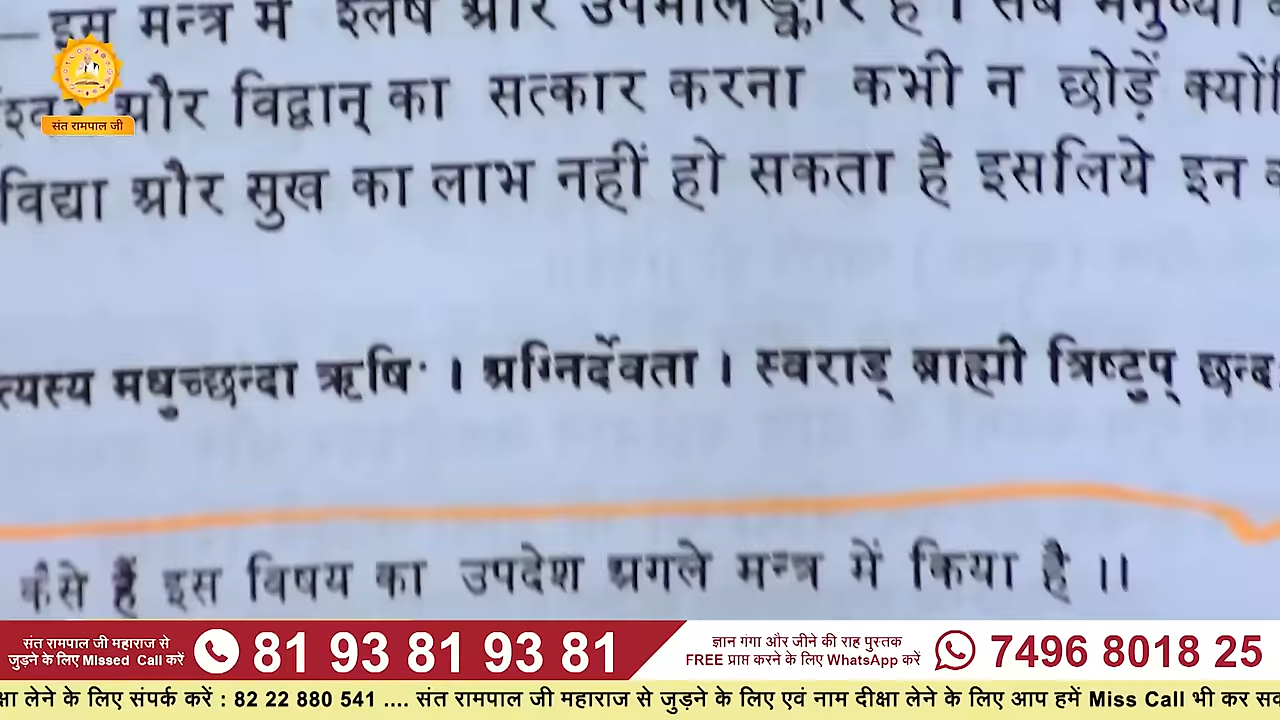 —इस मन्त्र में श्लेष और उपमालङ्कार है । सब मनुष्यों
और विद्वान् का सत्कार करना कभी न छोड़ें
विद्या और सुख का लाभ नहीं हो सकता है इसलिये इन
त्यस्य मधुच्छन्दा ऋषिः । अग्निर्देवता । स्वराड् ब्राह्मी त्रिष्टुप् छन्द
कैसे हैं इस विषय का उपदेश अगले मन्त्र में किया है ।।
संत रामपाल जी
संत रामपाल जी महाराज से
जुड़ने के लिए Missed Call करें
81 93 81 93 81
ज्ञान गंगा और जीने की राह पुस्तक
FREE प्राप्त करने के लिए WhatsApp करें
7496 8018 25
क्षा लेने के लिए संपर्क करें : 82 22 880 541 .... संत रामपाल जी महाराज से जुड़ने के लिए एवं नाम दीक्षा लेने के लिए आप हमें Miss Call भी कर सक